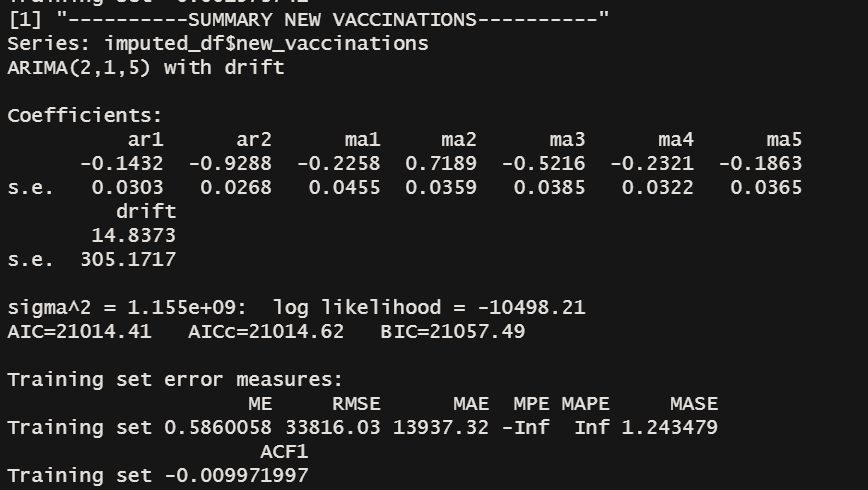 [1] "----------SUMMARY NEW VACCINATIONS----------"
Series: imputed_df$new_vaccinations
ARIMA(2,1,5) with drift
Coefficients:
ar1 ar2 ma1 ma2 ma3 ma4 ma5
-0.1432 -0.9288 -0.2258 0.7189 -0.5216 -0.2321 -0.1863
s.e. 0.0303 0.0268 0.0455 0.0359 0.0385 0.0322 0.0365
drift
14.8373
s.e. 305.1717
sigma^2 = 1.155e+09: log likelihood = -10498.21
AIC=21014.41 AICc=21014.62 BIC=21057.49
Training set error measures:
ME RMSE MAE MPE MAPE MASE
Training set 0.5860058 33816.03 13937.32 -Inf Inf 1.243479
ACF1
Training set -0.009971997